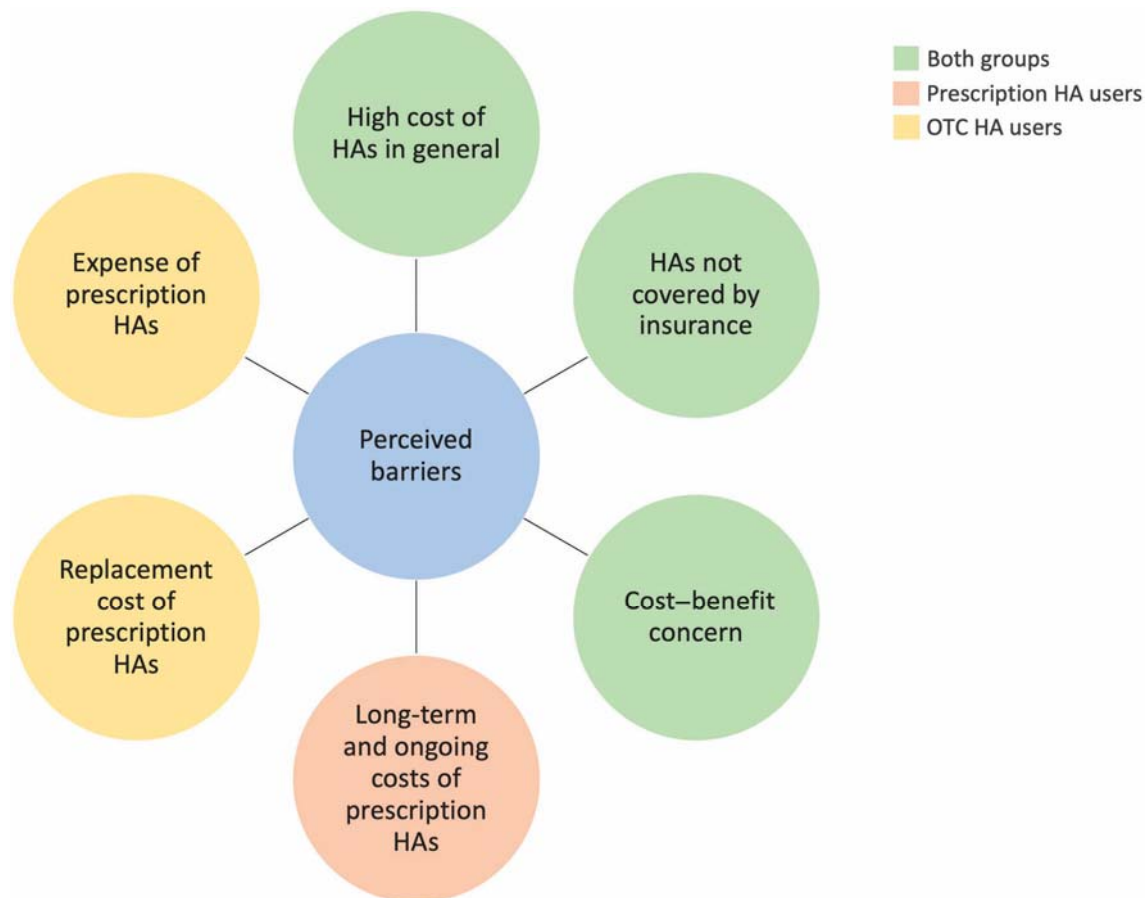 Both groups
Prescription HA users
OTC HA users
High cost of
HAs in general
HAs not
covered by
insurance
Cost–benefit
concern
Long-term
and ongoing
costs of
prescription
HAs
Replacement
cost of
prescription
HAs
Expense of
prescription
HAs
Perceived
barriers